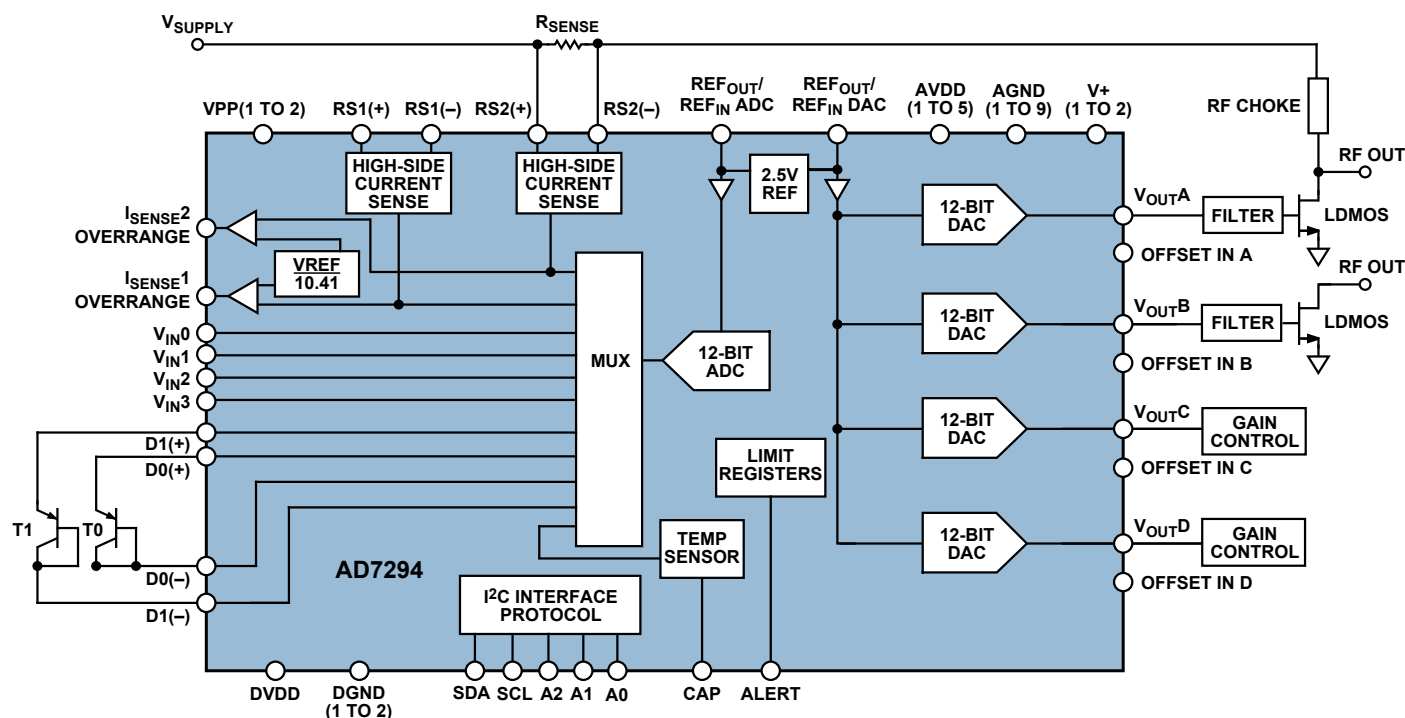 VSUPPLY
RSENSE
VPP(1 TO 2)
RS1(+)
RS1(–)
RS2(+)
RS2(–)
REFOUT/
REFIN ADC
REFOUT/
REFIN DAC
AVDD
(1 TO 5)
AGND
(1 TO 9)
V+
(1 TO 2)
RF CHOKE
RF OUT
HIGH-SIDE
CURRENT
SENSE
HIGH-SIDE
CURRENT
SENSE
2.5V
REF
12-BIT
DAC
VOUTA
FILTER
LDMOS
OFFSET IN A
ISENSE2
OVERRANGE
VREF
10.41
ISENSE1
OVERRANGE
RF OUT
12-BIT
DAC
VOUTB
FILTER
LDMOS
OFFSET IN B
VIN0
VIN1
VIN2
VIN3
MUX
12-BIT
ADC
D1(+)
D0(+)
12-BIT
DAC
VOUTC
GAIN
CONTROL
OFFSET IN C
LIMIT
REGISTERS
T1
T0
TEMP
SENSOR
12-BIT
DAC
VOUTD
GAIN
CONTROL
OFFSET IN D
D0(–)
D1(–)
AD7294
I2C INTERFACE
PROTOCOL
DVDD
DGND
(1 TO 2)
SDA
SCL
A2
A1
A0
CAP
ALERT